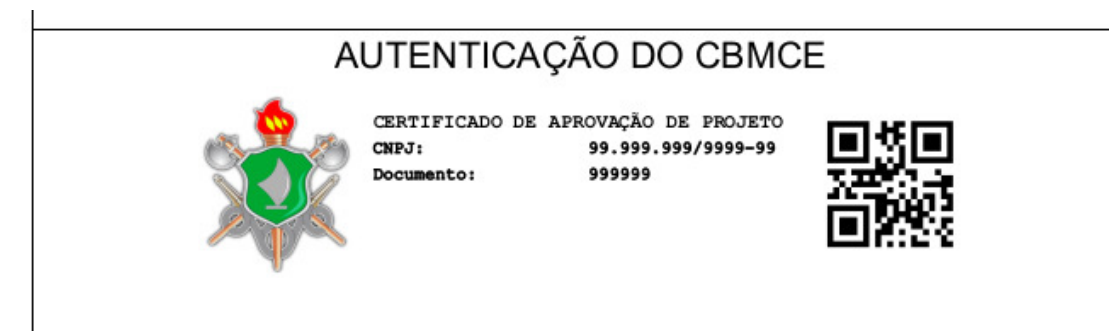 AUTENTICAÇÃO DO CBMCE
CERTIFICADO DE APROVAÇÃO DE PROJETO
CNPJ: 99.999.999/9999-99
Documento: 999999